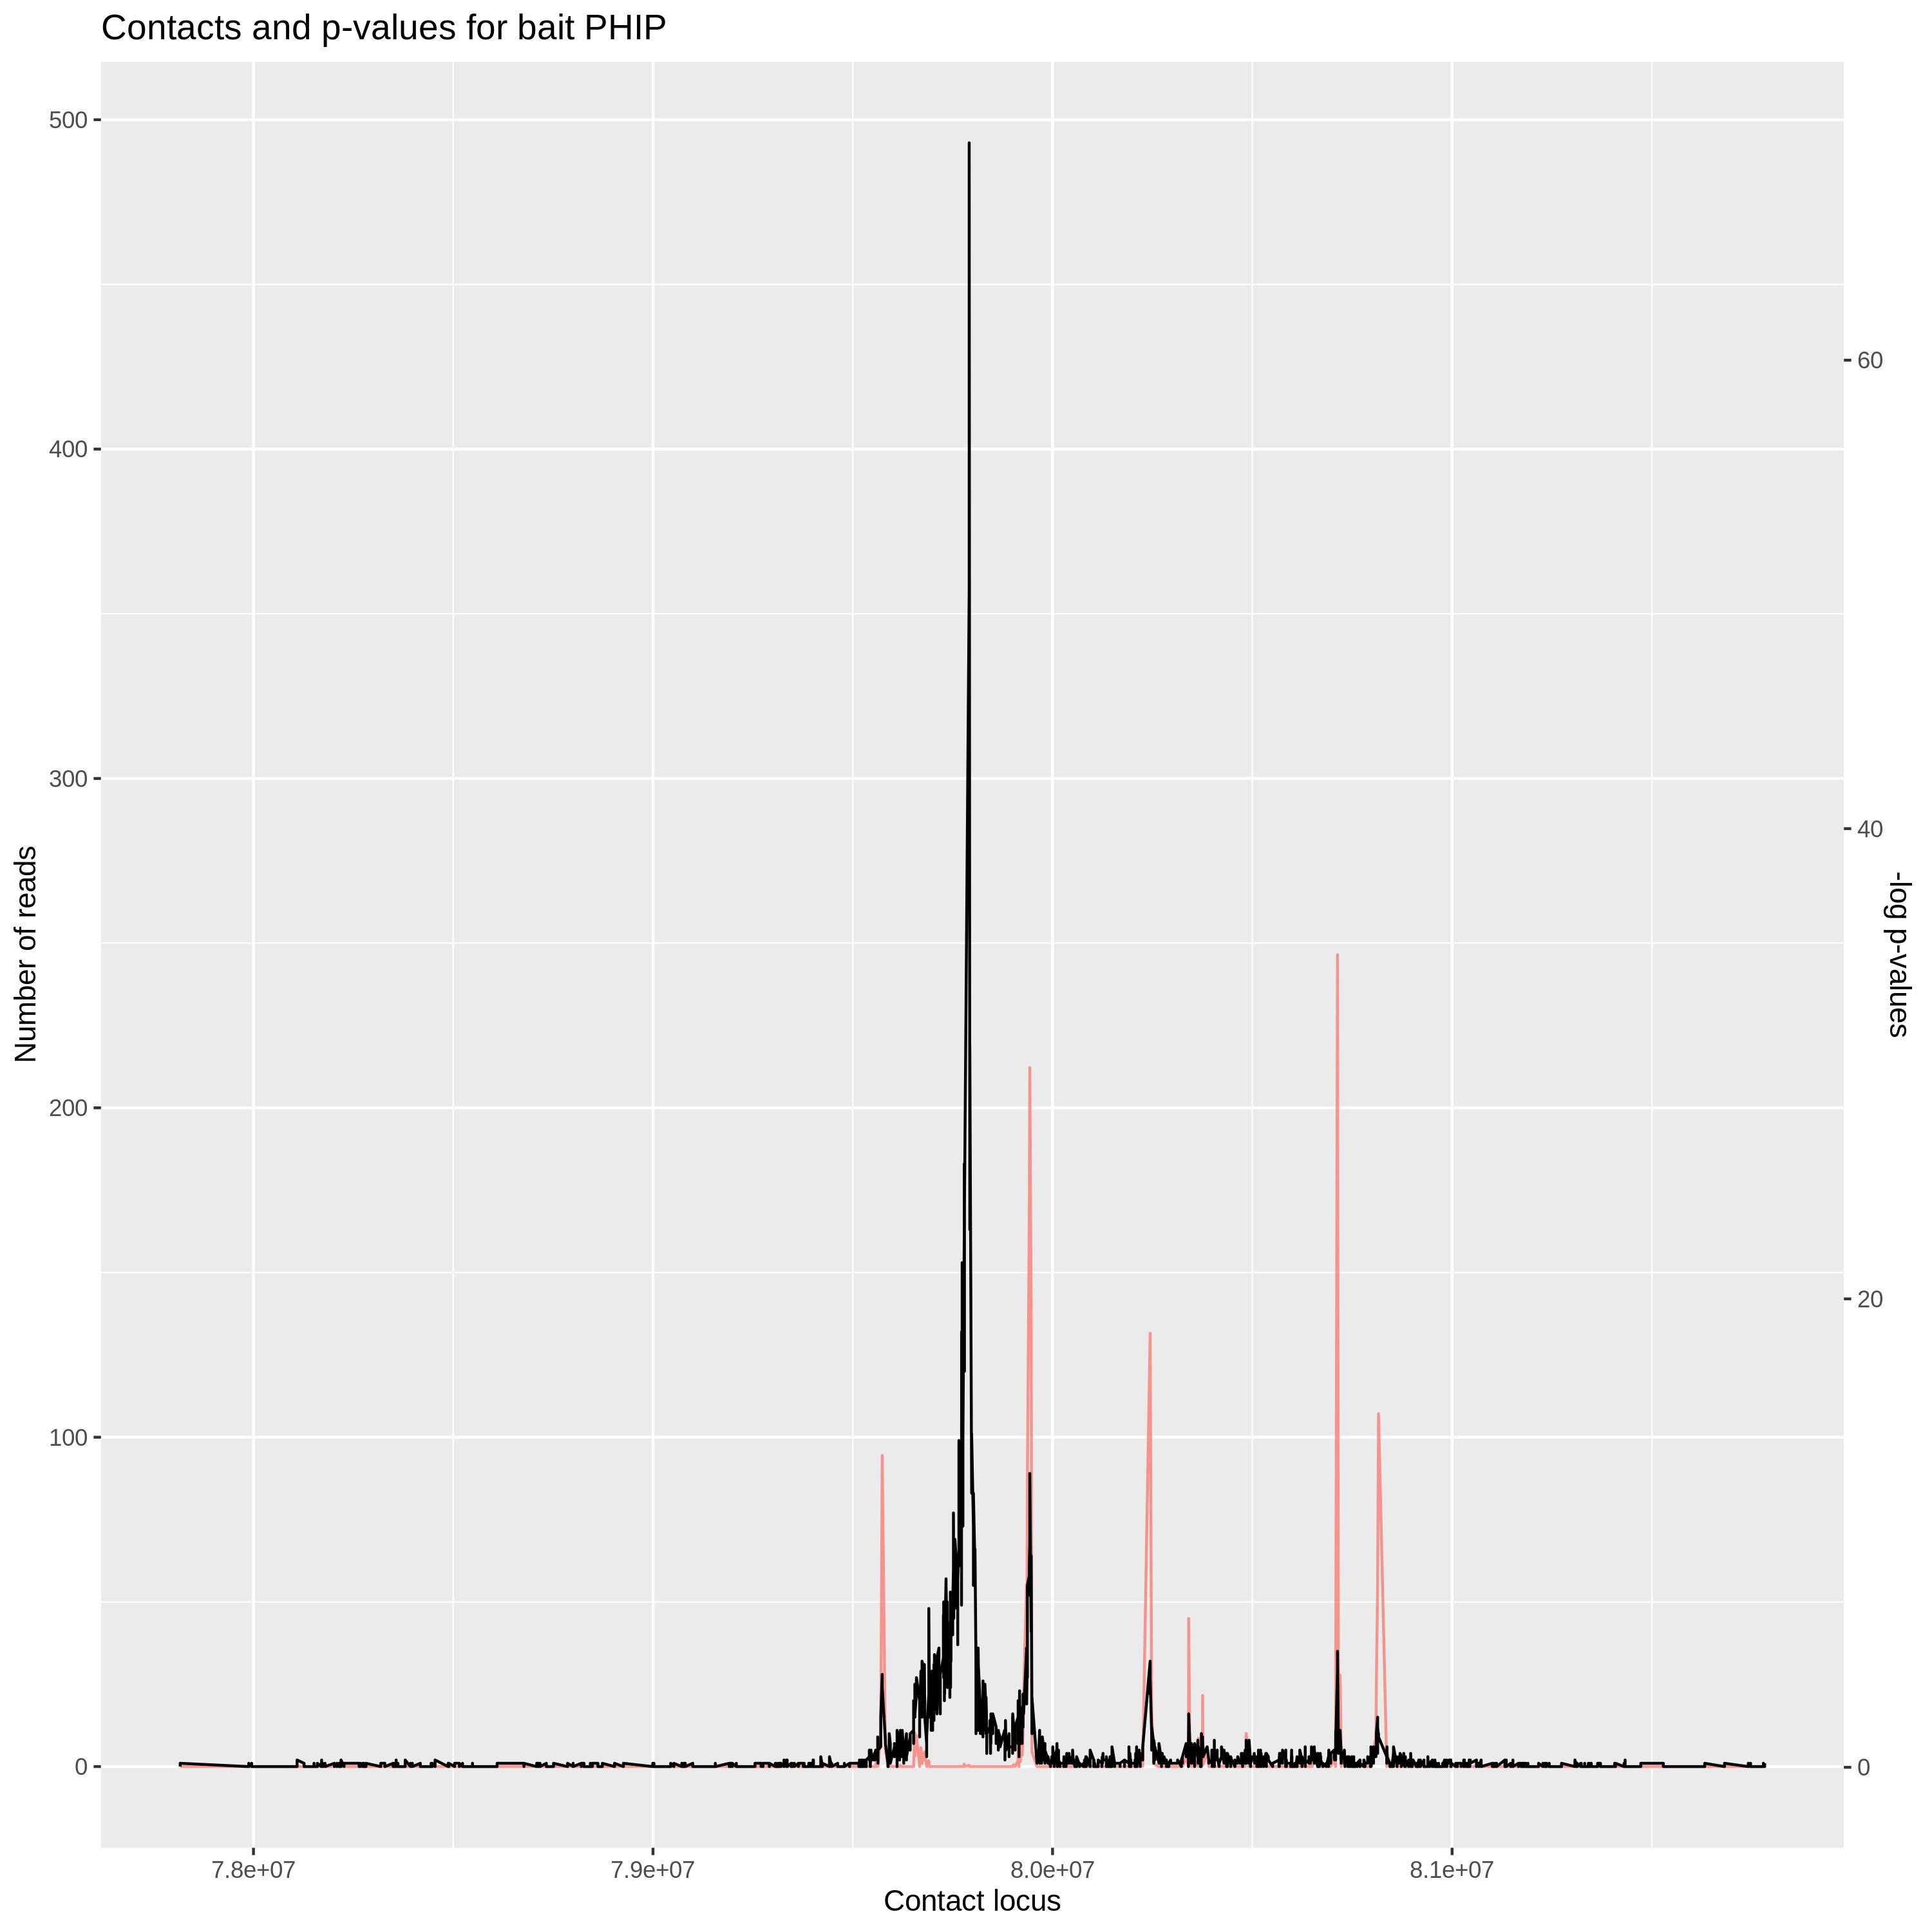 Contacts and p-values for bait PHIP
500
400
300
200
100
0
Number of reads
60
40
20
0
-log p-values
7.8e+07
7.9e+07
8.0e+07
8.1e+07
Contact locus